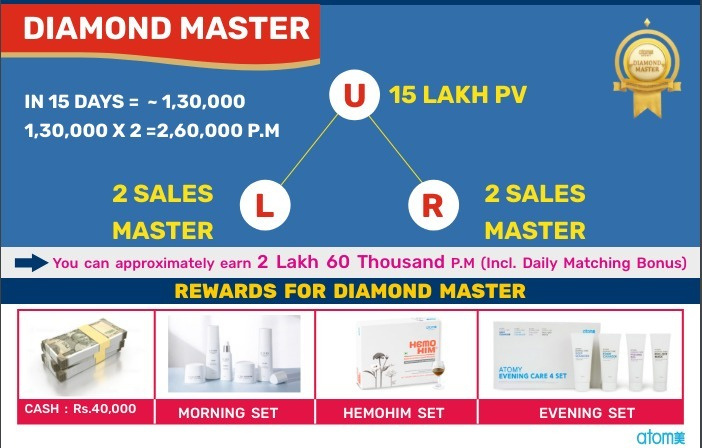 DIAMOND MASTER
IN 15 DAYS = ~ 1,30,000
1,30,000 X 2 =2,60,000 P.M
U
15 LAKH PV
DIAMOND
MASTER
L
R
2 SALES
MASTER
2 SALES
MASTER
You can approximately earn 2 Lakh 60 Thousand P.M (Incl. Daily Matching Bonus)
REWARDS FOR DIAMOND MASTER
HEMO
HIM
ATOMY
EVENING CARE 4 SET
CASH : Rs.40,000
MORNING SET
HEMOHIM SET
EVENING SET
atom美